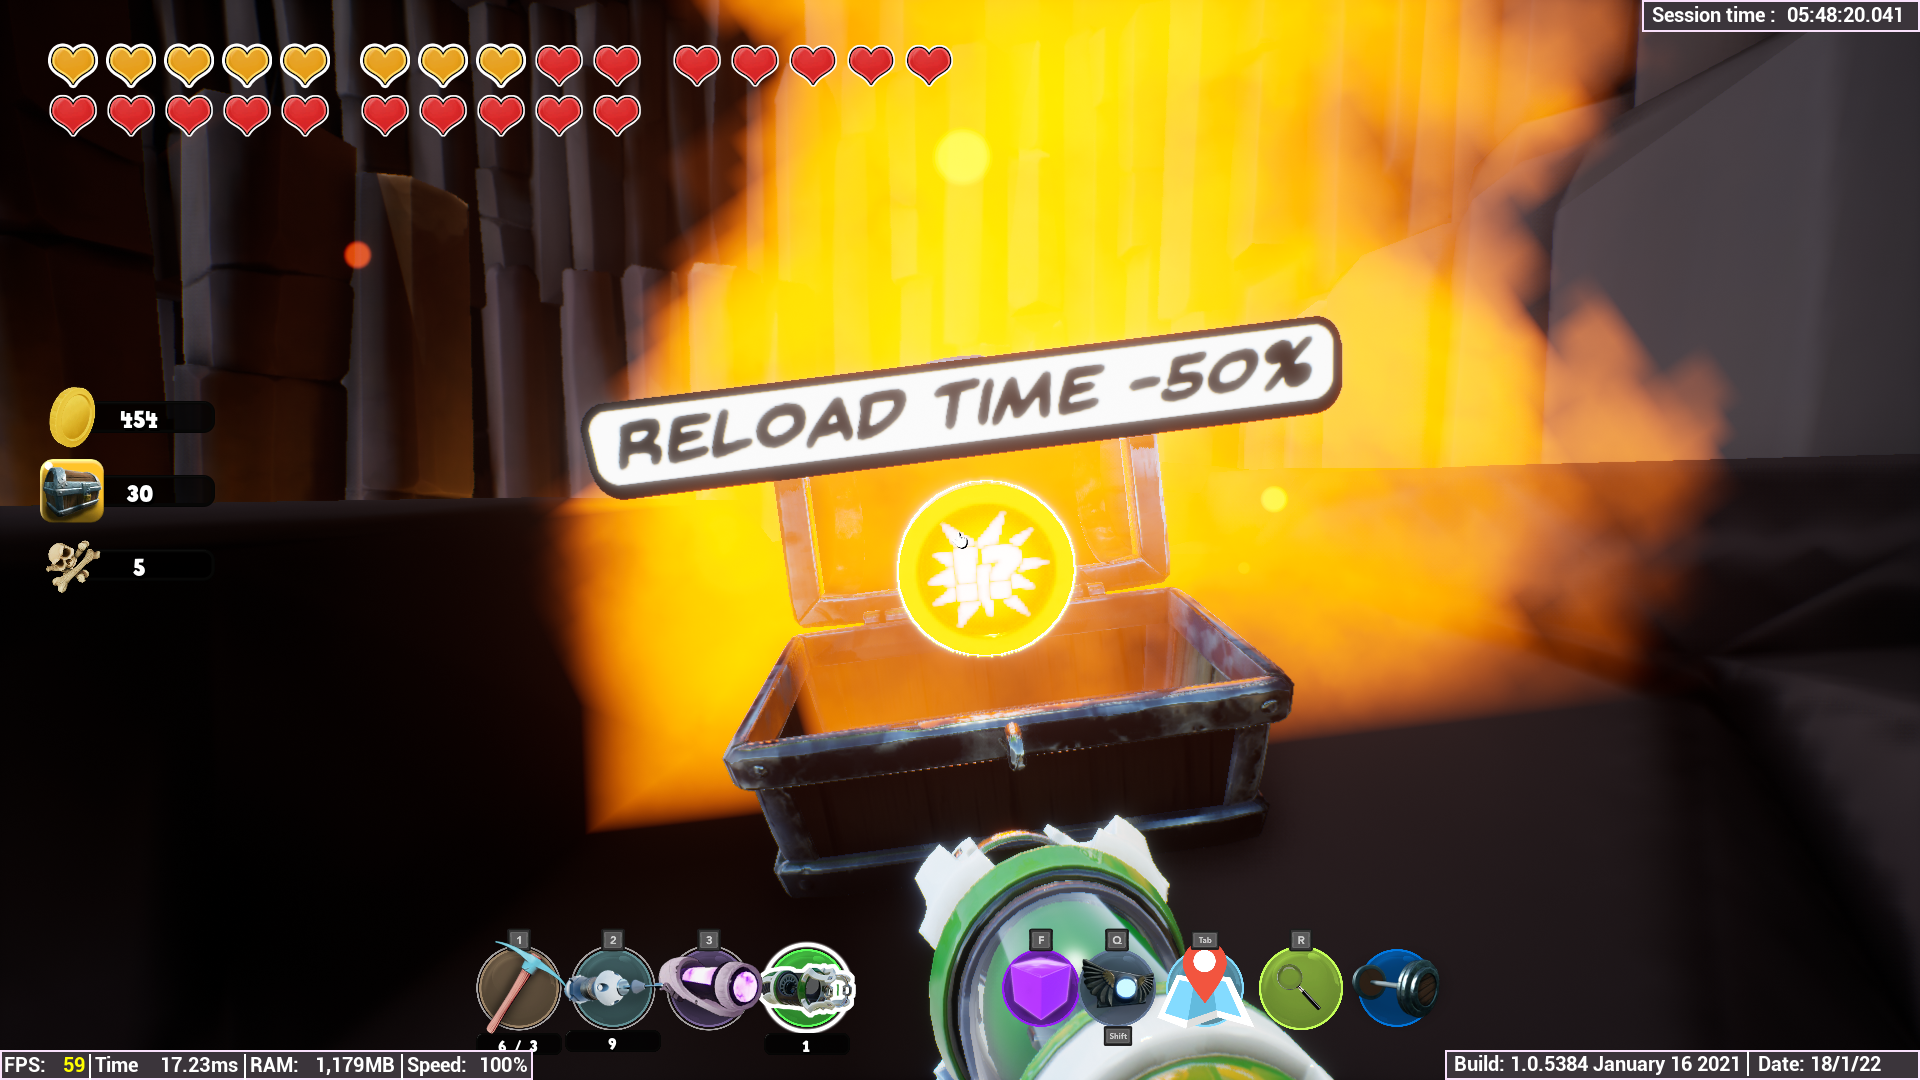 Session time : 05:48:20.041
RELOAD TIME -50%
454
30
5
1
2
3
F
Q
Tab
R
Shift
6 / 3
9
1
FPS: 59 Time 17.23ms RAM: 1,179MB Speed: 100%
Build: 1.0.5384 January 16 2021 Date: 18/1/22